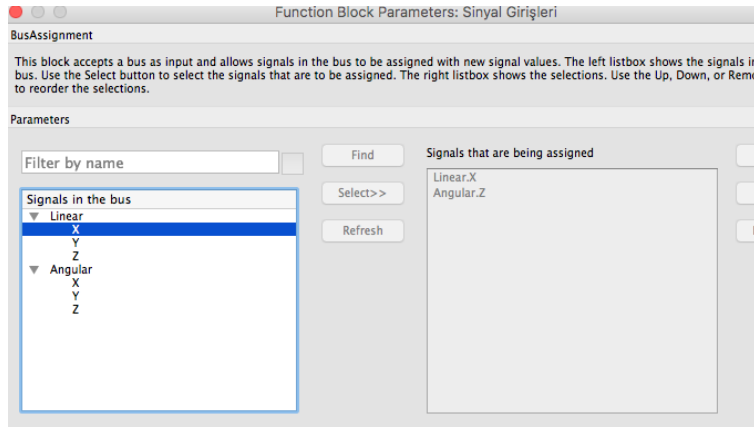 Function Block Parameters: Sinyal Girişleri
BusAssignment
This block accepts a bus as input and allows signals in the bus to be assigned with new signal values. The left listbox shows the signals in
bus. Use the Select button to select the signals that are to be assigned. The right listbox shows the selections. Use the Up, Down, or
to reorder the selections.
Parameters
Filter by name
Find
Signals that are being assigned
Signals in the bus
Select>>
Linear.X
Angular.Z
Linear
X
Refresh
Y
Z
Angular
X
Y
Z